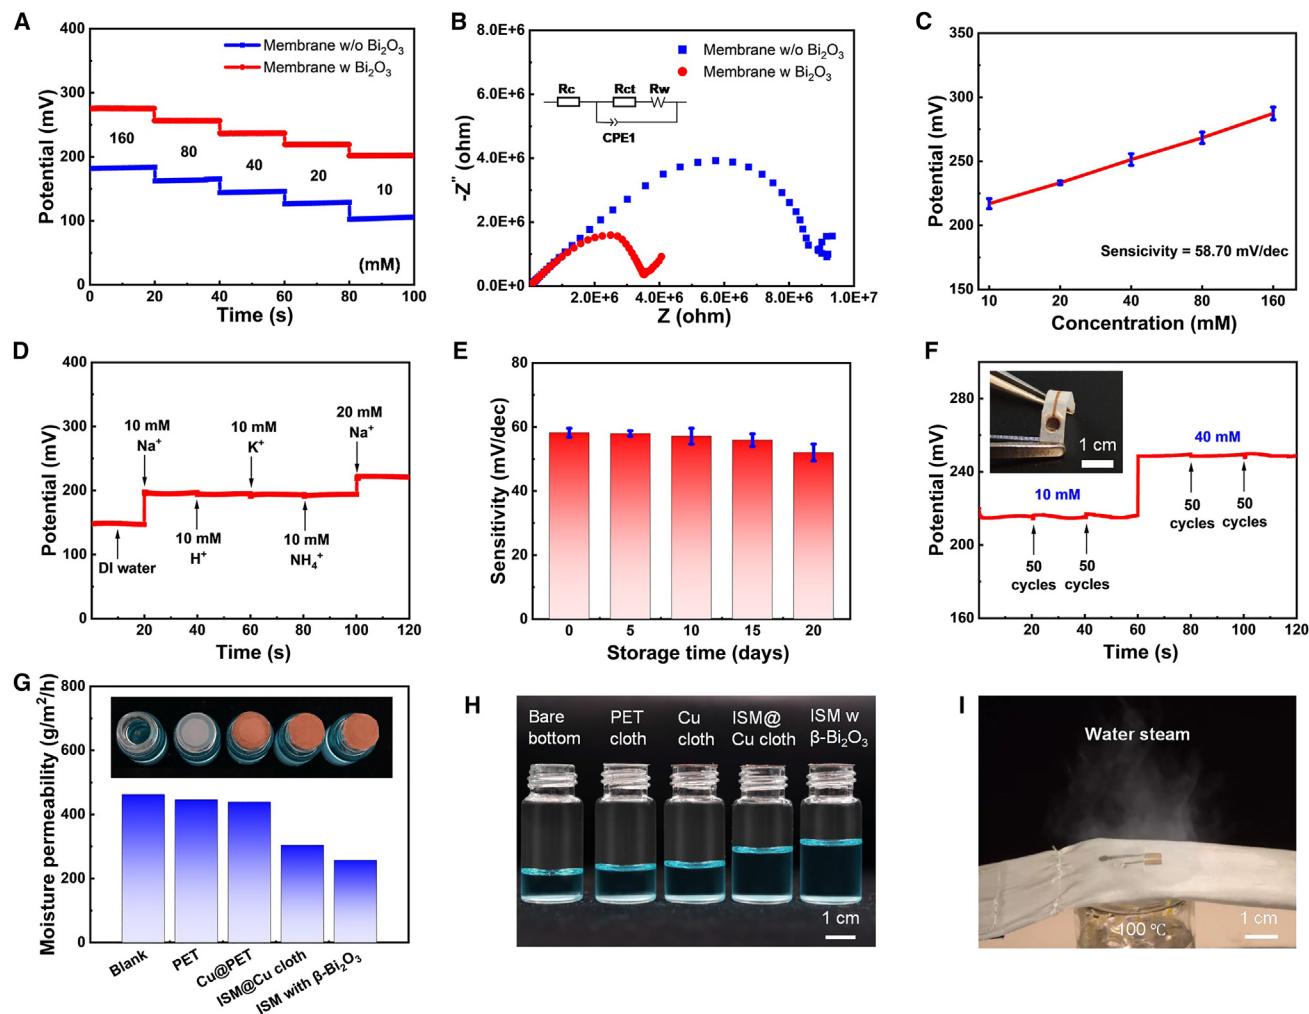 A
400
300
200
100
0
Potential (mV)
Membrane w/o Bi₂O₃
Membrane w Bi₂O₃
160
80
40
20
10
(mM)
0 20 40 60 80 100
Time (s)
B
8.0E+6
6.0E+6
4.0E+6
2.0E+6
0.0E+0
-Z" (ohm)
Membrane w/o Bi₂O₃
Membrane w Bi₂O₃
Rc Rct Rw
CPE1
2.0E+6 4.0E+6 6.0E+6 8.0E+6 1.0E+7
Z (ohm)
C
350
300
250
200
150
Potential (mV)
Sensicivity = 58.70 mV/dec
10 20 40 80 160
Concentration (mM)
D
400
300
200
100
0
Potential (mV)
10 mM
Na⁺
10 mM
K⁺
20 mM
Na⁺
DI water
10 mM
H⁺
10 mM
NH₄⁺
20 40 60 80 100 120
Time (s)
E
80
60
40
20
0
Sensitivity (mV/dec)
0 5 10 15 20
Storage time (days)
F
280
240
200
160
Potential (mV)
1 cm
40 mM
10 mM
50
cycles
50
cycles
50
cycles
50
cycles
20 40 60 80 100 120
Time (s)
G
800
600
400
200
0
Moisture permeability (g/m²/h)
Blank
PET
Cu@PET
ISM@Cu cloth
ISM with β-Bi₂O₃
H
Bare
bottom
PET
cloth
Cu
cloth
ISM@
Cu cloth
ISM w
β-Bi₂O₃
1 cm
I
Water steam
100 ℃
1 cm